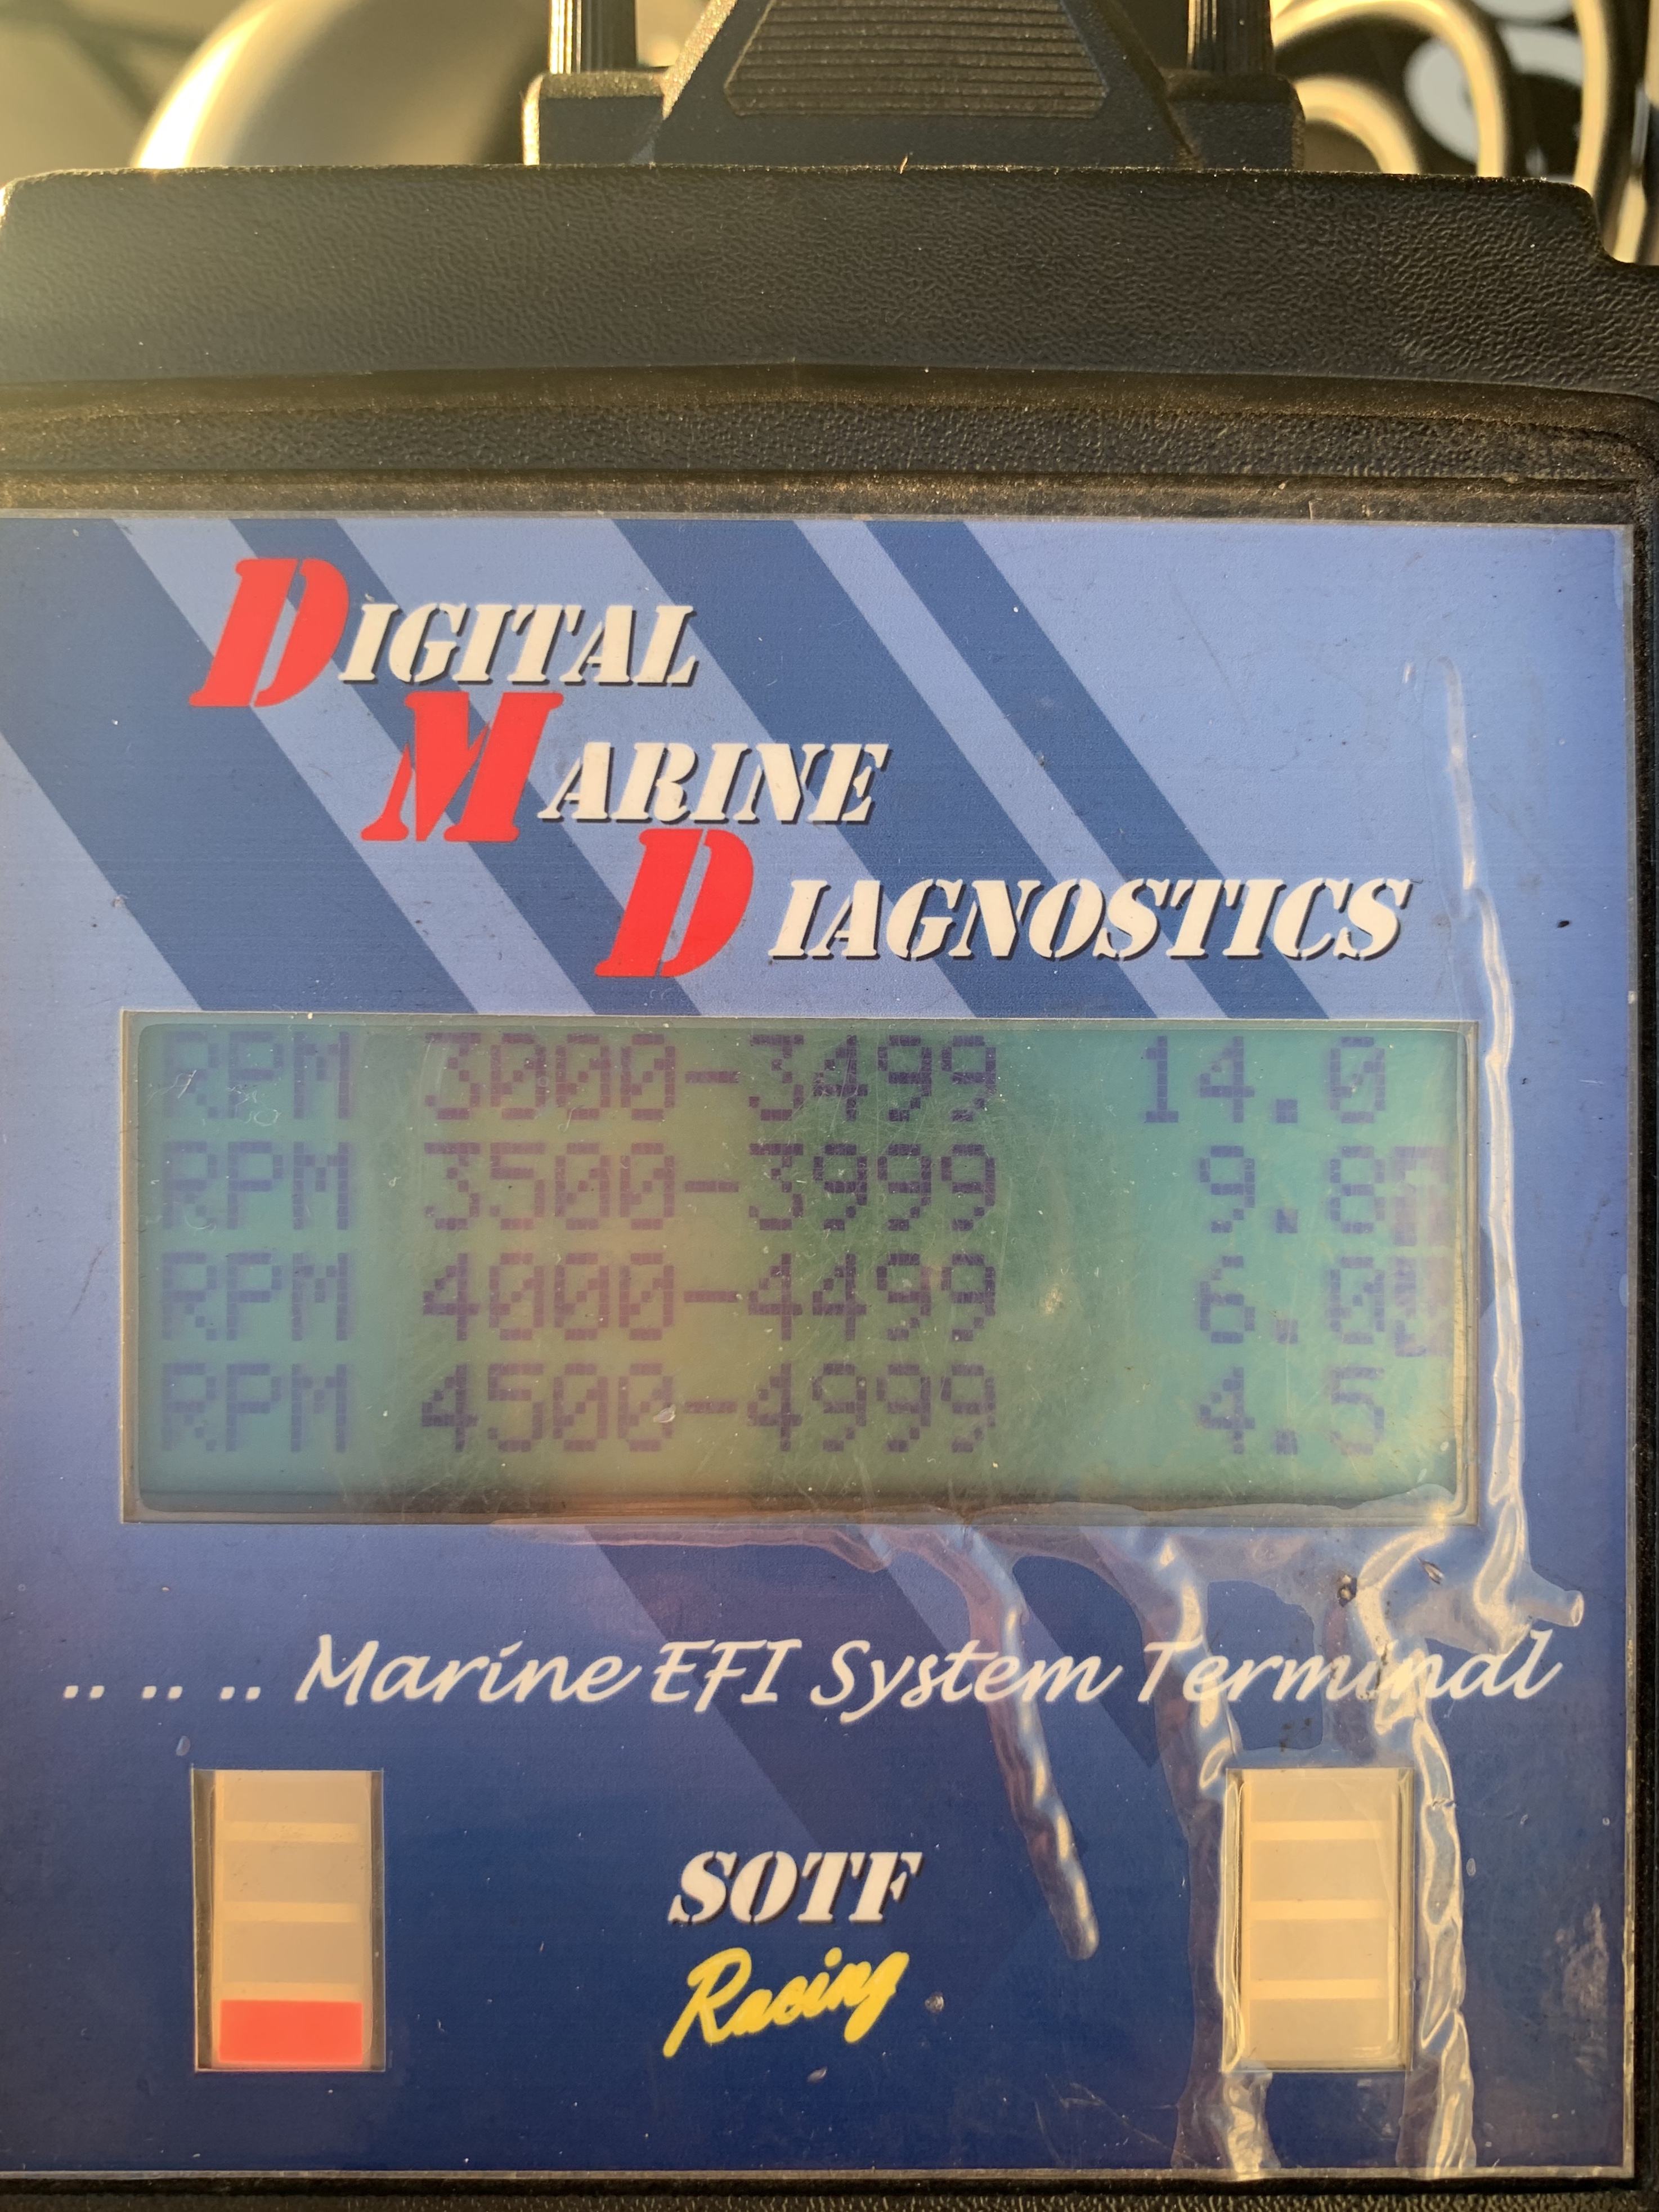 DIGITAL
MARINE
DIAGNOSTICS
RPM 3000-3499 14.0
RPM 3500-3999 9.8
RPM 4000-4499 6.0
RPM 4500-4999 4.5
.. .. .. Marine EFI System Terminal
SOTF
Racing